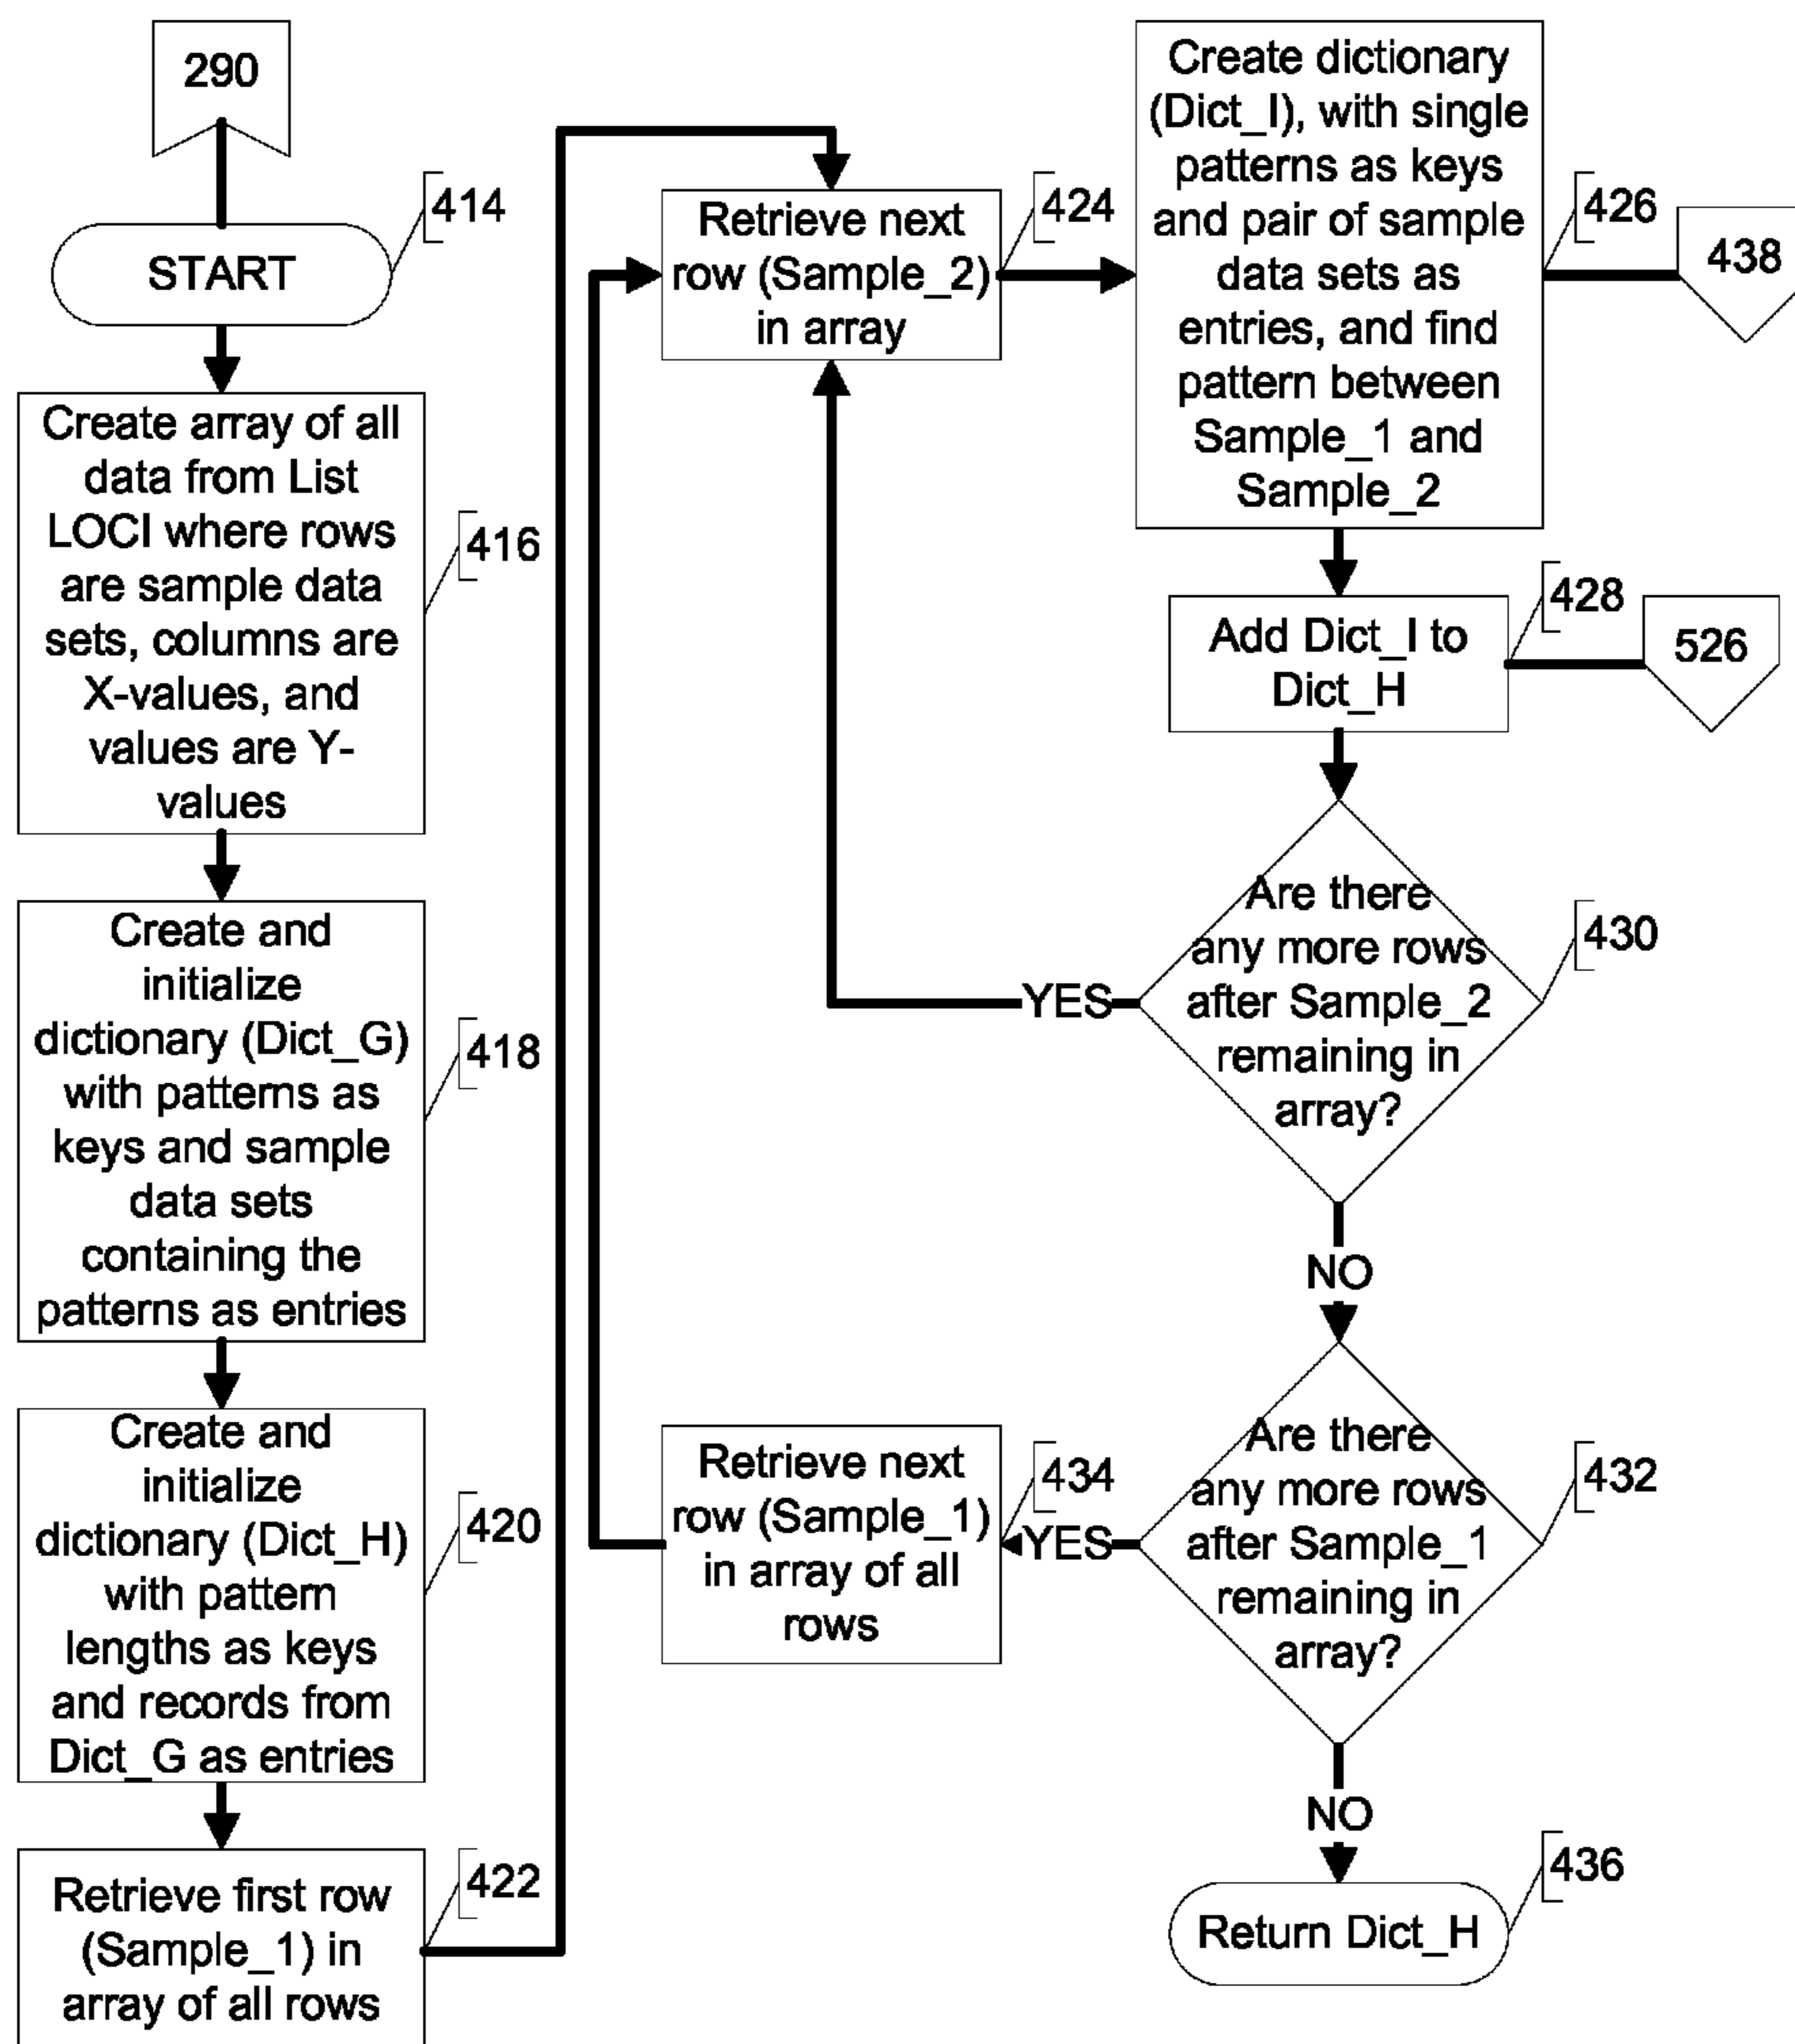 290
START
414
Create array of all
data from List
LOCI where rows
are sample data
sets, columns are
X-values, and
values are Y-
values
416
Create and
initialize
dictionary (Dict_G)
with patterns as
keys and sample
data sets
containing the
patterns as entries
418
Create and
initialize
dictionary (Dict_H)
with pattern
lengths as keys
and records from
Dict_G as entries
420
Retrieve first row
(Sample_1) in
array of all rows
422
Retrieve next
row (Sample_2)
in array
424
Create dictionary
(Dict_I), with single
patterns as keys
and pair of sample
data sets as
entries, and find
pattern between
Sample_1 and
Sample_2
426
438
Add Dict_I to
Dict_H
428
526
Are there
any more rows
after Sample_2
remaining in
array?
430
YES
NO
Are there
any more rows
after Sample_1
remaining in
array?
432
YES
Retrieve next
row (Sample_1)
in array of all
rows
434
NO
Return Dict_H
436